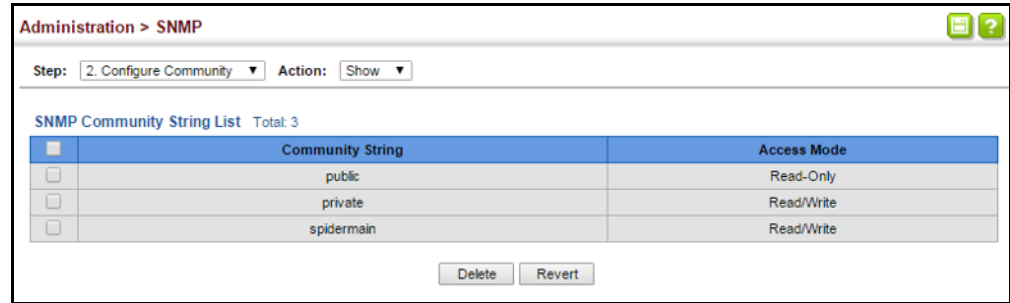 Administration > SNMP ?
Step: 2. Configure Community Action: Show
SNMP Community String List Total: 3
Community String Access Mode
public Read-Only
private Read/Write
spidermain Read/Write
Delete Revert